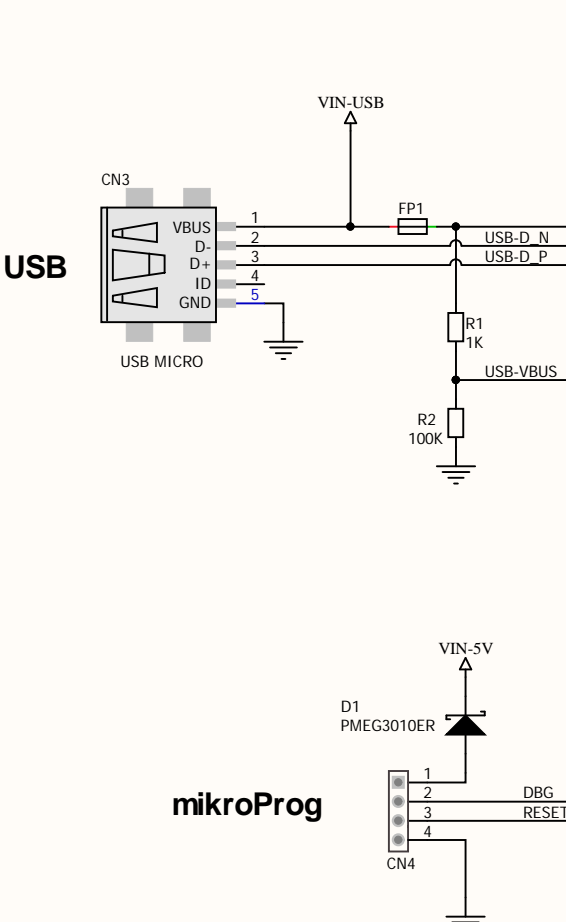 VIN-USB
CN3
FP1
VBUS 1
D- 2 USB-D_N
USB D+ 3 USB-D_P
ID 4
GND 5
R1
1K
USB MICRO
USB-VBUS
R2
100K
VIN-5V
D1
PMEG3010ER
1
mikroProg 2 DBG
3 RESET
4
CN4